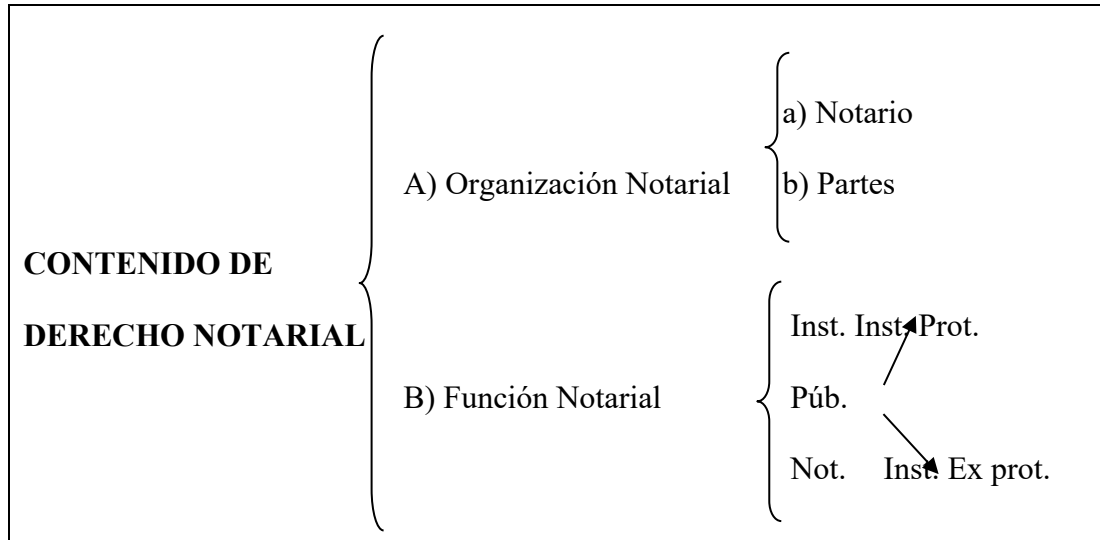 a) Notario
A) Organización Notarial
b) Partes
CONTENIDO DE
DERECHO NOTARIAL
Inst. Inst. Prot.
B) Función Notarial
Púb.
Not. Inst. Ex prot.